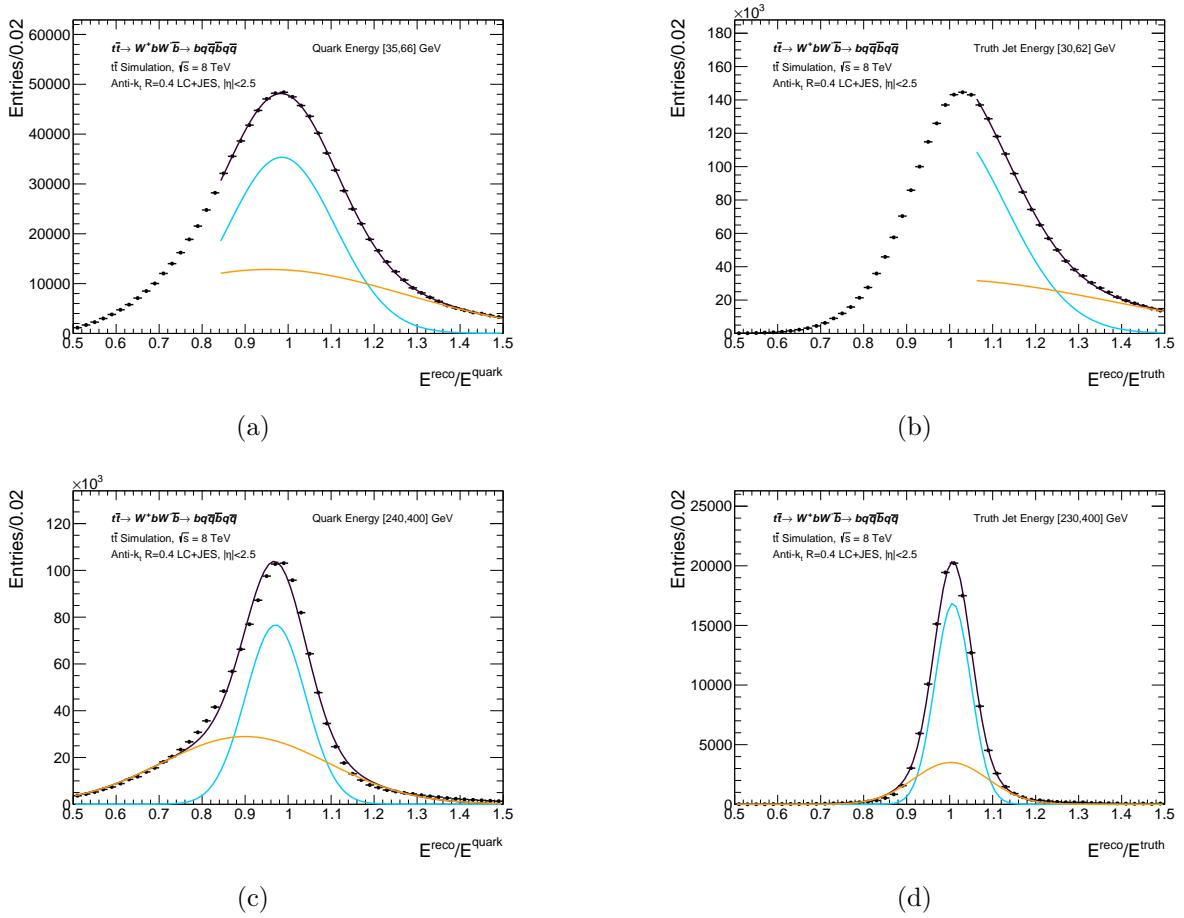 Entries/0.02
60000
50000
40000
30000
20000
10000
0
tt̄→ W⁺bW⁻b̄→ bqq̄b̄qq̄
tt̄ Simulation, √s = 8 TeV
Anti-kₜ R=0.4 LC+JES, |η|<2.5
Quark Energy [35,66] GeV
0.5 0.6 0.7 0.8 0.9 1 1.1 1.2 1.3 1.4 1.5
E^reco/E^quark
(a)
×10³
Entries/0.02
180
160
140
120
100
80
60
40
20
0
tt̄→ W⁺bW⁻b̄→ bqq̄b̄qq̄
tt̄ Simulation, √s = 8 TeV
Anti-kₜ R=0.4 LC+JES, |η|<2.5
Truth Jet Energy [30,62] GeV
0.5 0.6 0.7 0.8 0.9 1 1.1 1.2 1.3 1.4 1.5
E^reco/E^truth
(b)
×10³
Entries/0.02
120
100
80
60
40
20
0
tt̄→ W⁺bW⁻b̄→ bqq̄b̄qq̄
tt̄ Simulation, √s = 8 TeV
Anti-kₜ R=0.4 LC+JES, |η|<2.5
Quark Energy [240,400] GeV
0.5 0.6 0.7 0.8 0.9 1 1.1 1.2 1.3 1.4 1.5
E^reco/E^quark
(c)
Entries/0.02
25000
20000
15000
10000
5000
0
tt̄→ W⁺bW⁻b̄→ bqq̄b̄qq̄
tt̄ Simulation, √s = 8 TeV
Anti-kₜ R=0.4 LC+JES, |η|<2.5
Truth Jet Energy [230,400] GeV
0.5 0.6 0.7 0.8 0.9 1 1.1 1.2 1.3 1.4 1.5
E^reco/E^truth
(d)